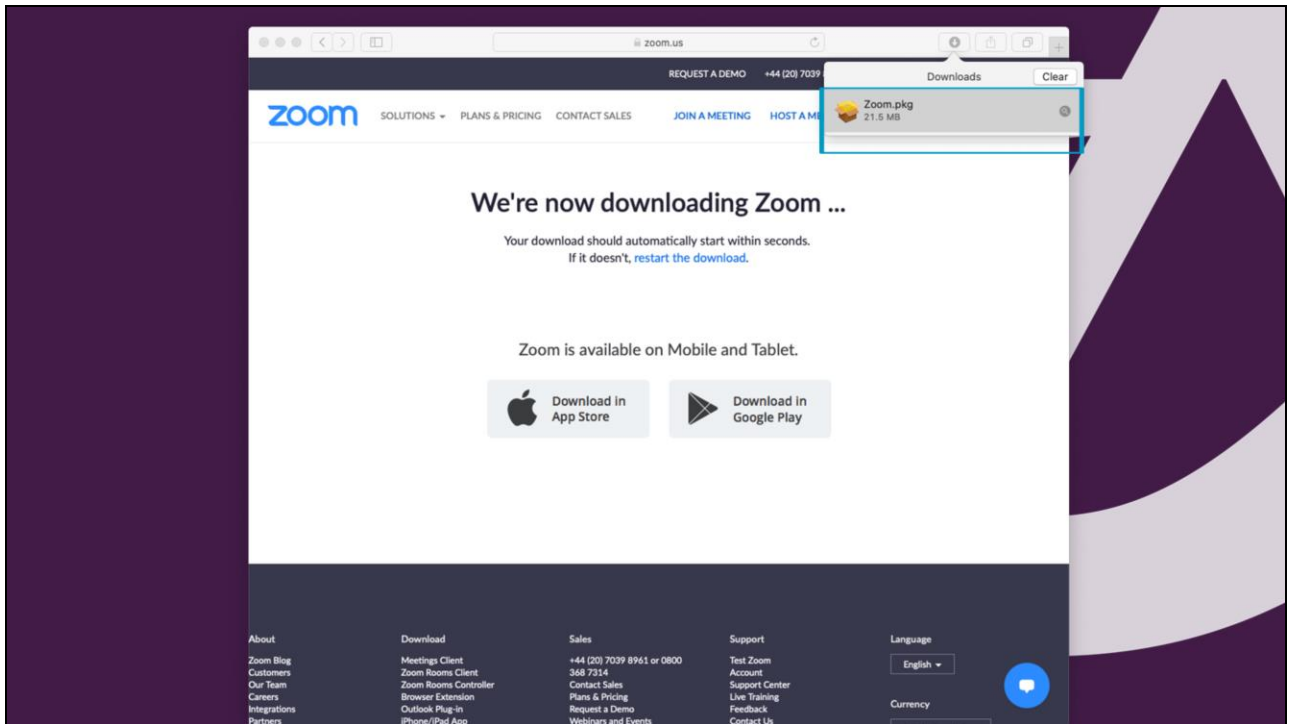 zoom.us
REQUEST A DEMO +44 (20) 7039
Downloads Clear
Zoom.pkg
21.5 MB
zoom SOLUTIONS PLANS & PRICING CONTACT SALES JOIN A MEETING HOST A
We're now downloading Zoom ...
Your download should automatically start within seconds.
If it doesn't, restart the download.
Zoom is available on Mobile and Tablet.
Download in
App Store
Download in
Google Play
About
Zoom Blog
Customers
Our Team
Careers
Integrations
Partners
Download
Meetings Client
Zoom Rooms Client
Zoom Rooms Controller
Browser Extension
Outlook Plug-in
iPhone/iPad App
Sales
+44 (20) 7039 8961 or 0800
368 7314
Contact Sales
Plans & Pricing
Request a Demo
Webinars and Events
Support
Test Zoom
Account
Support Center
Live Training
Feedback
Contact Us
Language
English
Currency